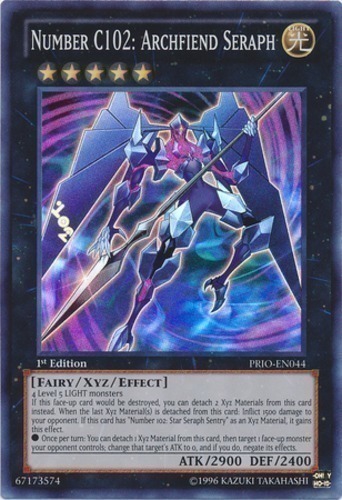 NUMBER C102: ARCHFIEND SERAPH
LIGHT
光
102
1st Edition
PRIO-EN044
[FAIRY/XYZ/EFFECT]
4 Level 5 LIGHT monsters
If this face-up card would be destroyed, you can detach 2 Xyz Materials from this card
instead. When the last Xyz Material(s) is detached from this card: Inflict 1500 damage to
your opponent. If this card has "Number 102: Star Seraph Sentry" as an Xyz Material, it gains
this effect.
● Once per turn: You can detach 1 Xyz Material from this card, then target 1 face-up monster
your opponent controls; change that target's ATK to 0, and if you do, negate its effects.
ATK/2900 DEF/2400
67173574
©1996 KAZUKI TAKAHASHI